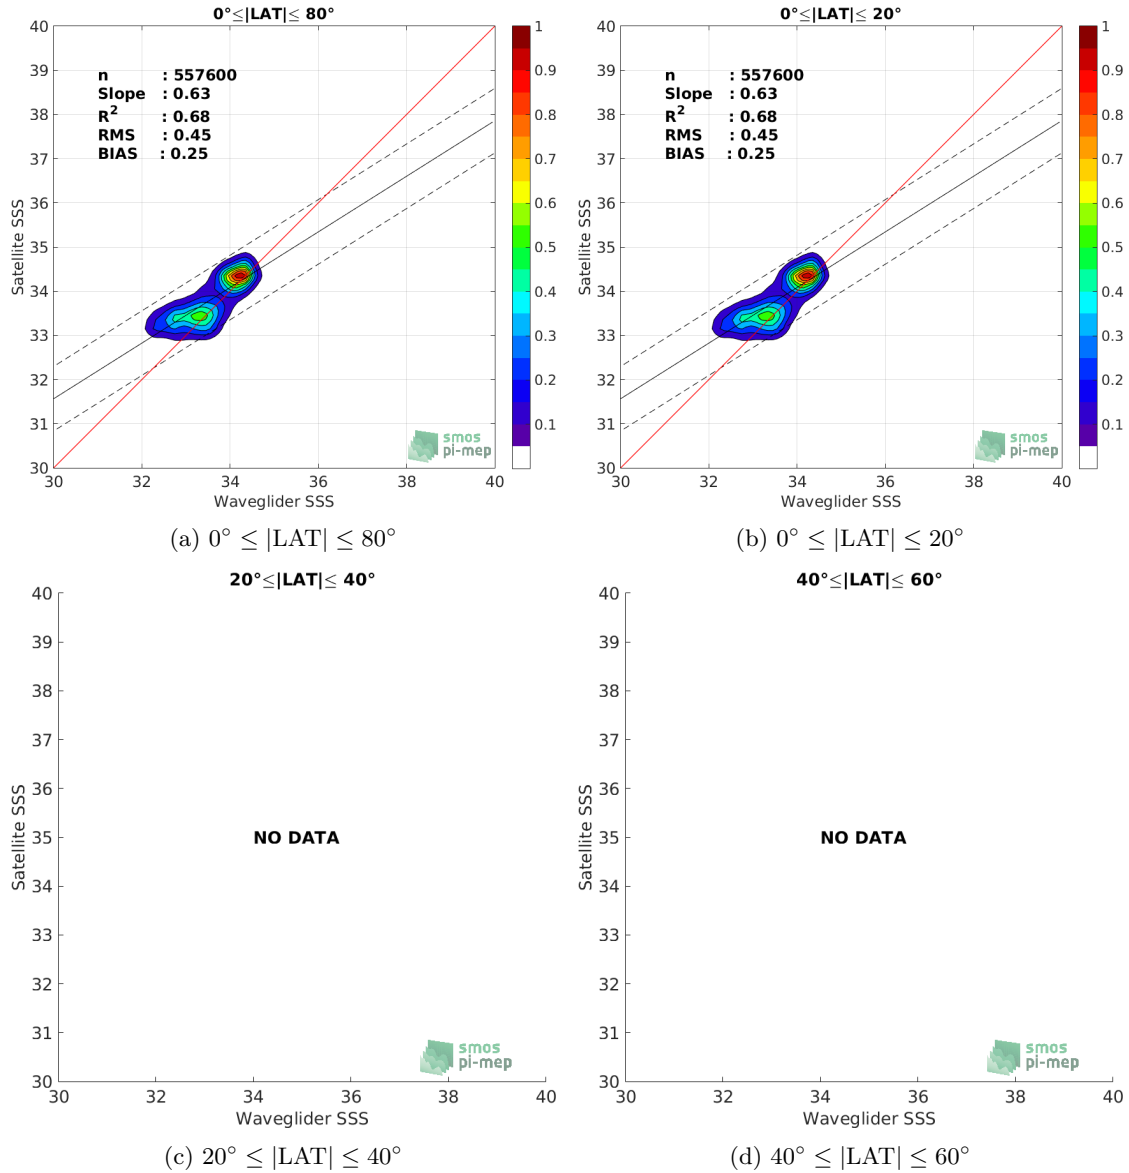 0°≤|LAT|≤ 80°
40
39
38
37
36
35
34
33
32
31
30
Satellite SSS
n : 557600
Slope : 0.63
R² : 0.68
RMS : 0.45
BIAS : 0.25
smos
pi-mep
30 32 34 36 38 40
Waveglider SSS
1
0.9
0.8
0.7
0.6
0.5
0.4
0.3
0.2
0.1
(a) 0° ≤ |LAT| ≤ 80°
0°≤|LAT|≤ 20°
40
39
38
37
36
35
34
33
32
31
30
Satellite SSS
n : 557600
Slope : 0.63
R² : 0.68
RMS : 0.45
BIAS : 0.25
smos
pi-mep
30 32 34 36 38 40
Waveglider SSS
1
0.9
0.8
0.7
0.6
0.5
0.4
0.3
0.2
0.1
(b) 0° ≤ |LAT| ≤ 20°
20°≤|LAT|≤ 40°
40
39
38
37
36
35
34
33
32
31
30
Satellite SSS
NO DATA
smos
pi-mep
30 32 34 36 38 40
Waveglider SSS
(c) 20° ≤ |LAT| ≤ 40°
40°≤|LAT|≤ 60°
40
39
38
37
36
35
34
33
32
31
30
Satellite SSS
NO DATA
smos
pi-mep
30 32 34 36 38 40
Waveglider SSS
(d) 40° ≤ |LAT| ≤ 60°